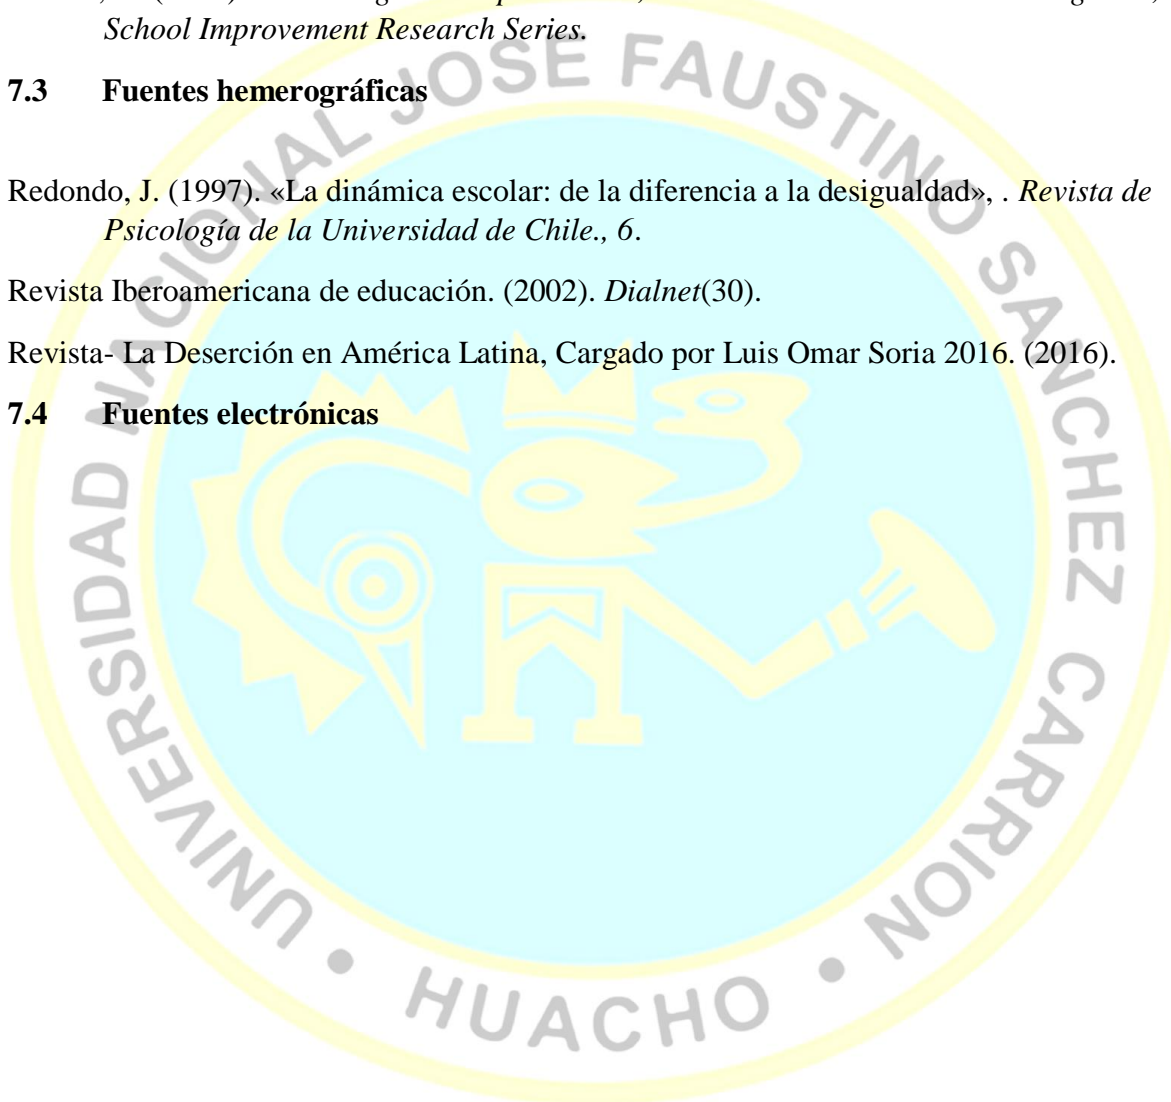 School Improvement Research Series.
7.3 Fuentes hemerográficas
Redondo, J. (1997). «La dinámica escolar: de la diferencia a la desigualdad», . Revista de
Psicología de la Universidad de Chile., 6.
Revista Iberoamericana de educación. (2002). Dialnet(30).
Revista- La Deserción en América Latina, Cargado por Luis Omar Soria 2016. (2016).
7.4 Fuentes electrónicas
UNIVERSIDAD NACIONAL JOSE FAUSTINO SANCHEZ CARRION • HUACHO •